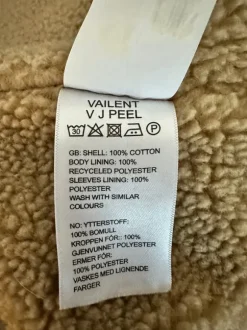 VAILENT
V J PEEL
30 P
GB: SHELL: 100% COTTON
BODY LINING: 100%
RECYCLED POLYESTER
SLEEVES LINING: 100%
POLYESTER
WASH WITH SIMILAR
COLOURS
NO: YTTERSTOFF:
100% BOMULL
KROPPEN FÔR:: 100%
GJENVUNNET POLYESTER
ERMER FÔR:
100% POLYESTER
VASKES MED LIGNENDE
FARGER